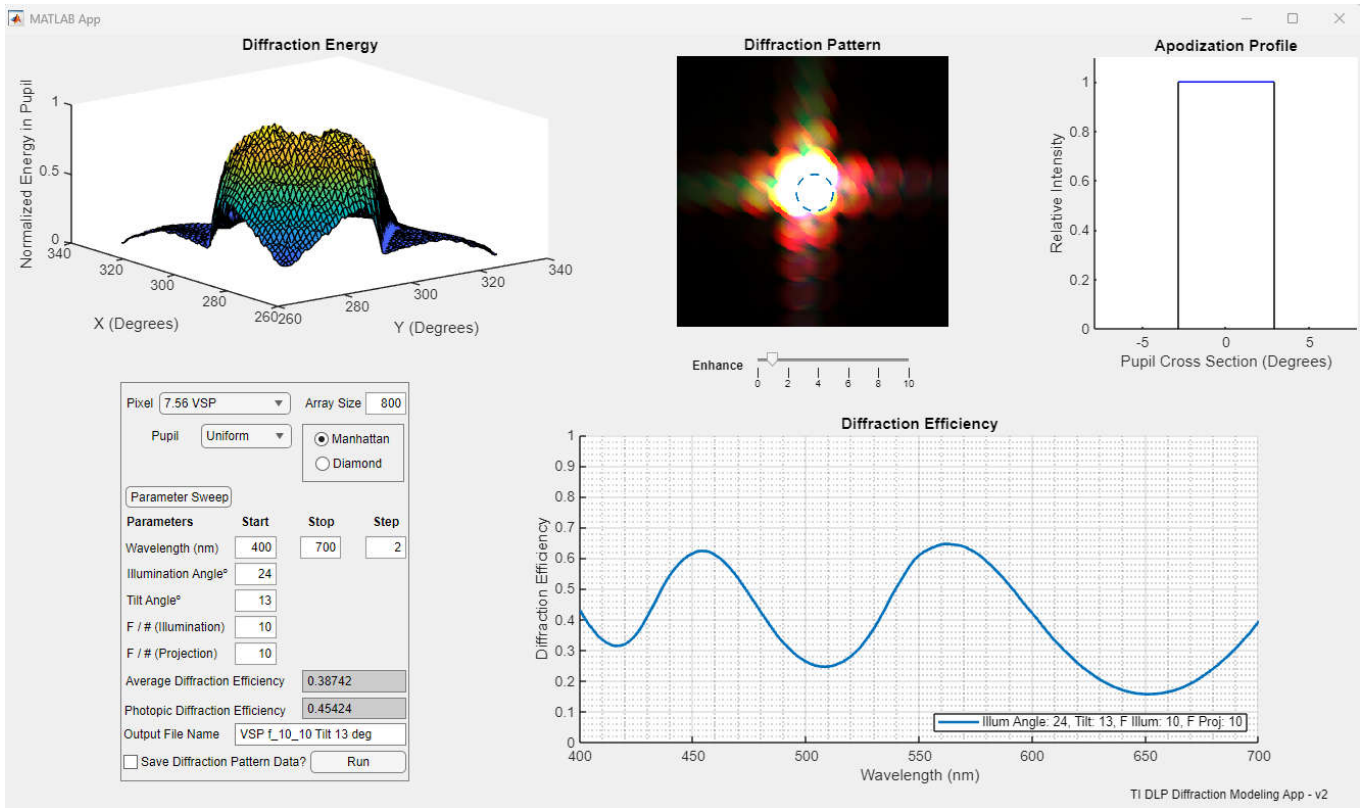 MATLAB App
Diffraction Energy
Normalized Energy in Pupil
1
0.5
0
340
320
300
280
260
260
280
300
320
340
X (Degrees)
Y (Degrees)
Diffraction Pattern
Enhance
0 2 4 6 8 10
Apodization Profile
Relative Intensity
1
0.8
0.6
0.4
0.2
0
-5 0 5
Pupil Cross Section (Degrees)
Pixel 7.56 VSP Array Size 800
Pupil Uniform Manhattan
Diamond
Parameter Sweep
Parameters Start Stop Step
Wavelength (nm) 400 700 2
Illumination Angleº 24
Tilt Angleº 13
F / # (Illumination) 10
F / # (Projection) 10
Average Diffraction Efficiency 0.38742
Photopic Diffraction Efficiency 0.45424
Output File Name VSP f_10_10 Tilt 13 deg
Save Diffraction Pattern Data? Run
Diffraction Efficiency
Diffraction Efficiency
1
0.9
0.8
0.7
0.6
0.5
0.4
0.3
0.2
0.1
0
400 450 500 550 600 650 700
Wavelength (nm)
Illum Angle: 24, Tilt: 13, F Illum: 10, F Proj: 10
TI DLP Diffraction Modeling App - v2